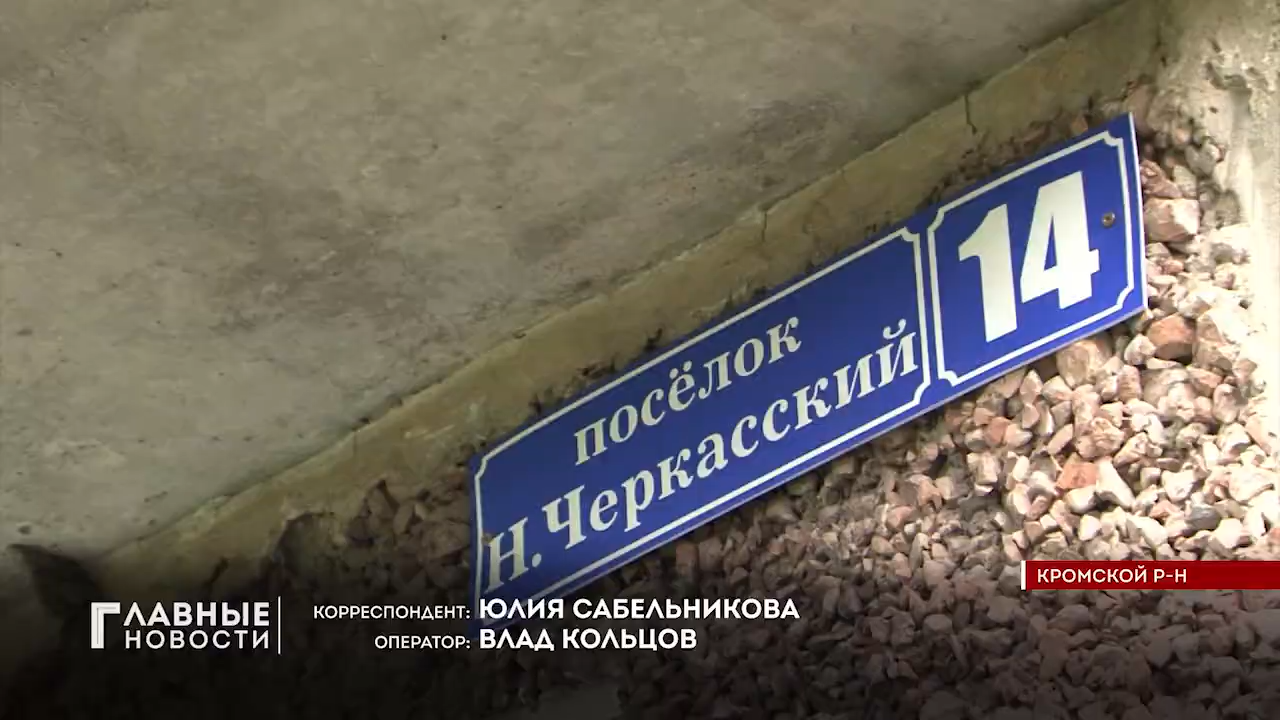 посёлок
Н. Черкасский
14
КРОМСКОЙ Р-Н
ГЛАВНЫЕ
НОВОСТИ
КОРРЕСПОНДЕНТ: ЮЛИЯ САБЕЛЬНИКОВА
ОПЕРАТОР: ВЛАД КОЛЬЦОВ